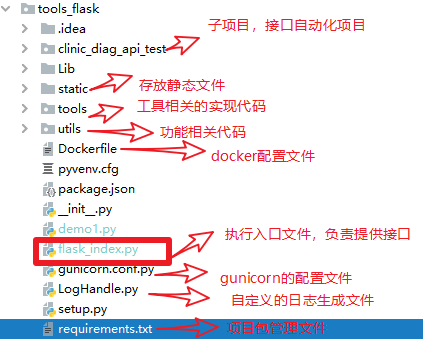 tools_flask
.idea
子项目，接口自动化项目
clinic_diag_api_test
Lib
static
存放静态文件
tools
工具相关的实现代码
utils
功能相关代码
Dockerfile
docker配置文件
pyvenv.cfg
package.json
__init__.py
demo1.py
执行入口文件，负责提供接口
flask_index.py
gunicorn.conf.py
gunicorn的配置文件
LogHandle.py
自定义的日志生成文件
setup.py
requirements.txt
项目包管理文件